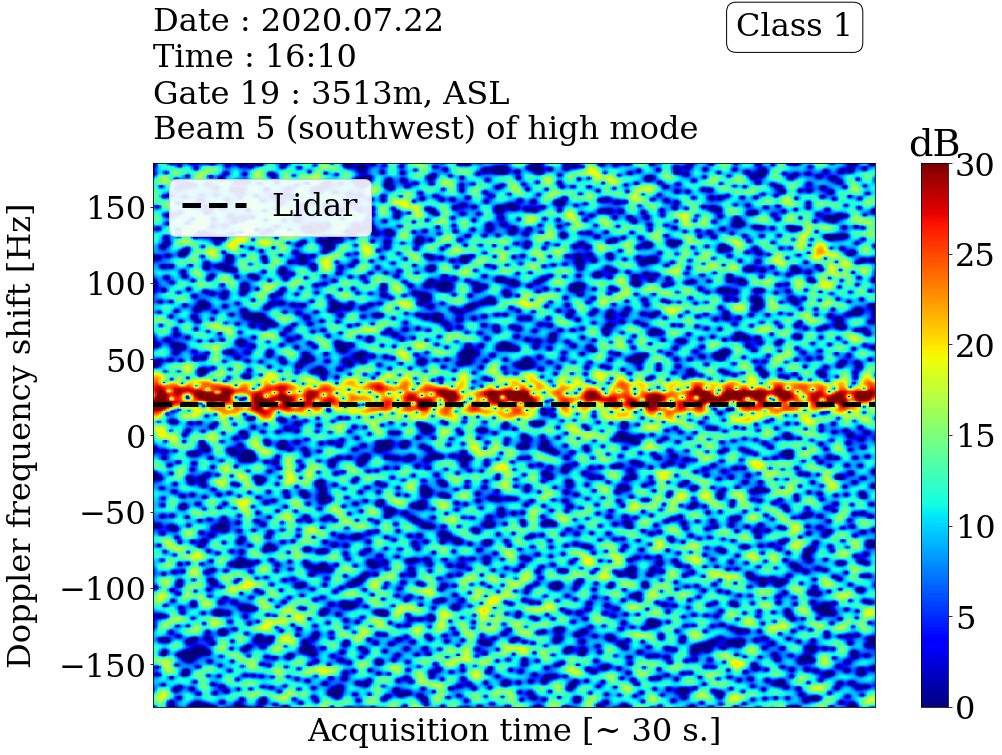 Date : 2020.07.22
Time : 16:10
Gate 19 : 3513m, ASL
Beam 5 (southwest) of high mode
Class 1
dB
Lidar
Doppler frequency shift [Hz]
150
100
50
0
−50
−100
−150
30
25
20
15
10
5
0
Acquisition time [~ 30 s.]